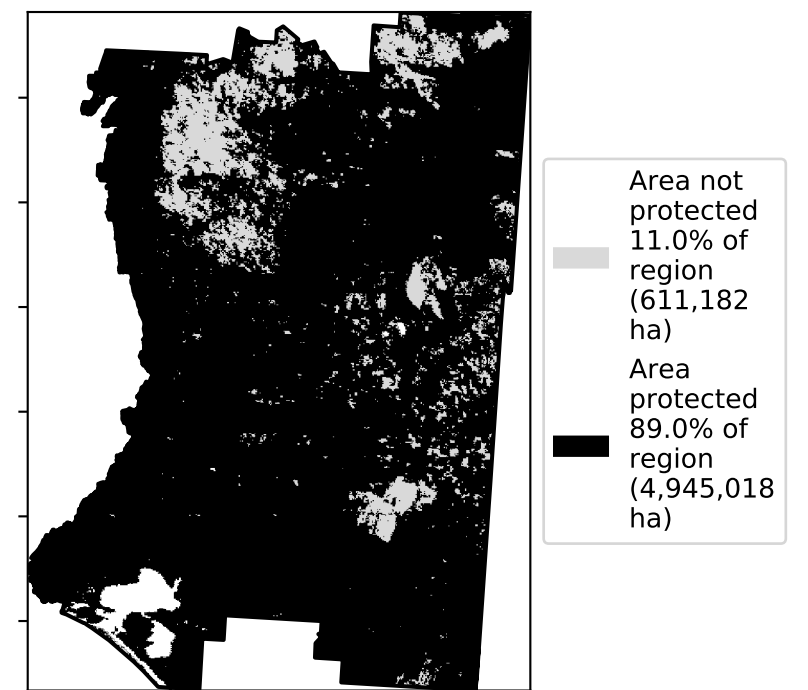 Area not
protected
11.0% of
region
(611,182
ha)
Area
protected
89.0% of
region
(4,945,018
ha)